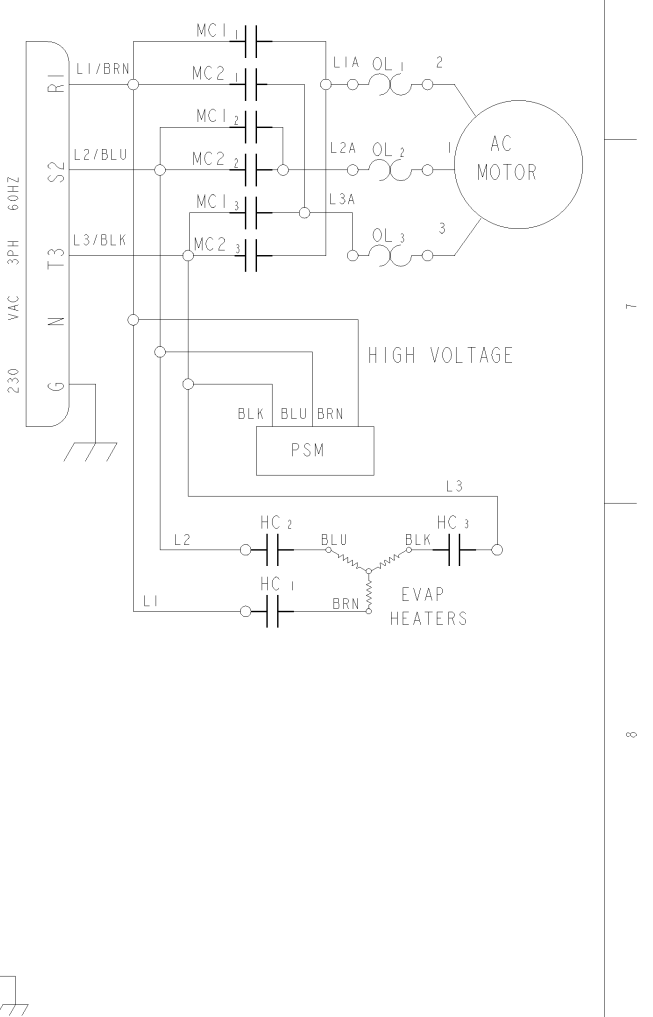 MC1 1
L1/BRN
MC2 1
L1A OL 1 2
R1
MC1 2
L2/BLU
MC2 2
L2A OL 2 1
AC
MOTOR
S2
MC1 3
L3A
L3/BLK
MC2 3
OL 3 3
T3
230 VAC 3PH 60HZ
N
7
HIGH VOLTAGE
G
BLK BLU BRN
PSM
L3
L2
HC 2
BLU
BLK
HC 3
HC 1
L1
BRN
EVAP
HEATERS
8